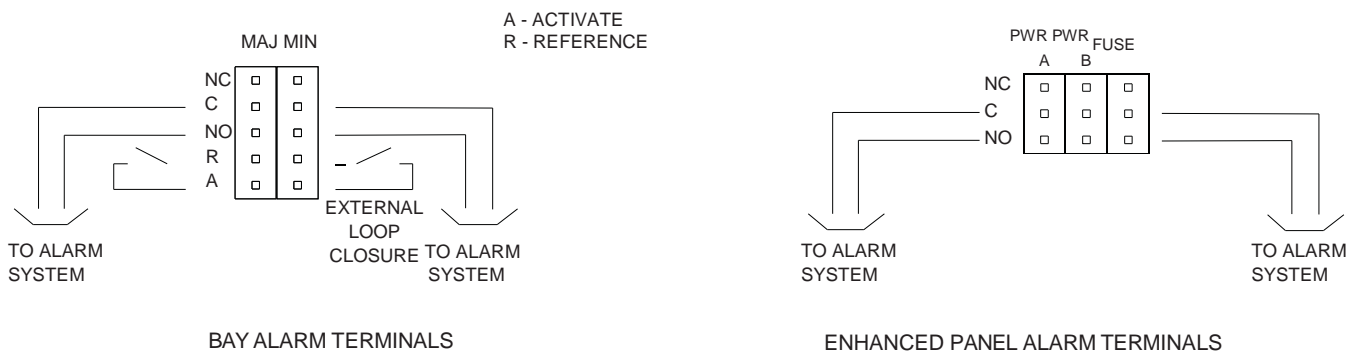 A - ACTIVATE
R - REFERENCE
MAJ MIN
NC
C
NO
R
A
EXTERNAL
LOOP
CLOSURE
TO ALARM
SYSTEM
TO ALARM
SYSTEM
BAY ALARM TERMINALS
PWR PWR FUSE
A B
NC
C
NO
TO ALARM
SYSTEM
TO ALARM
SYSTEM
ENHANCED PANEL ALARM TERMINALS